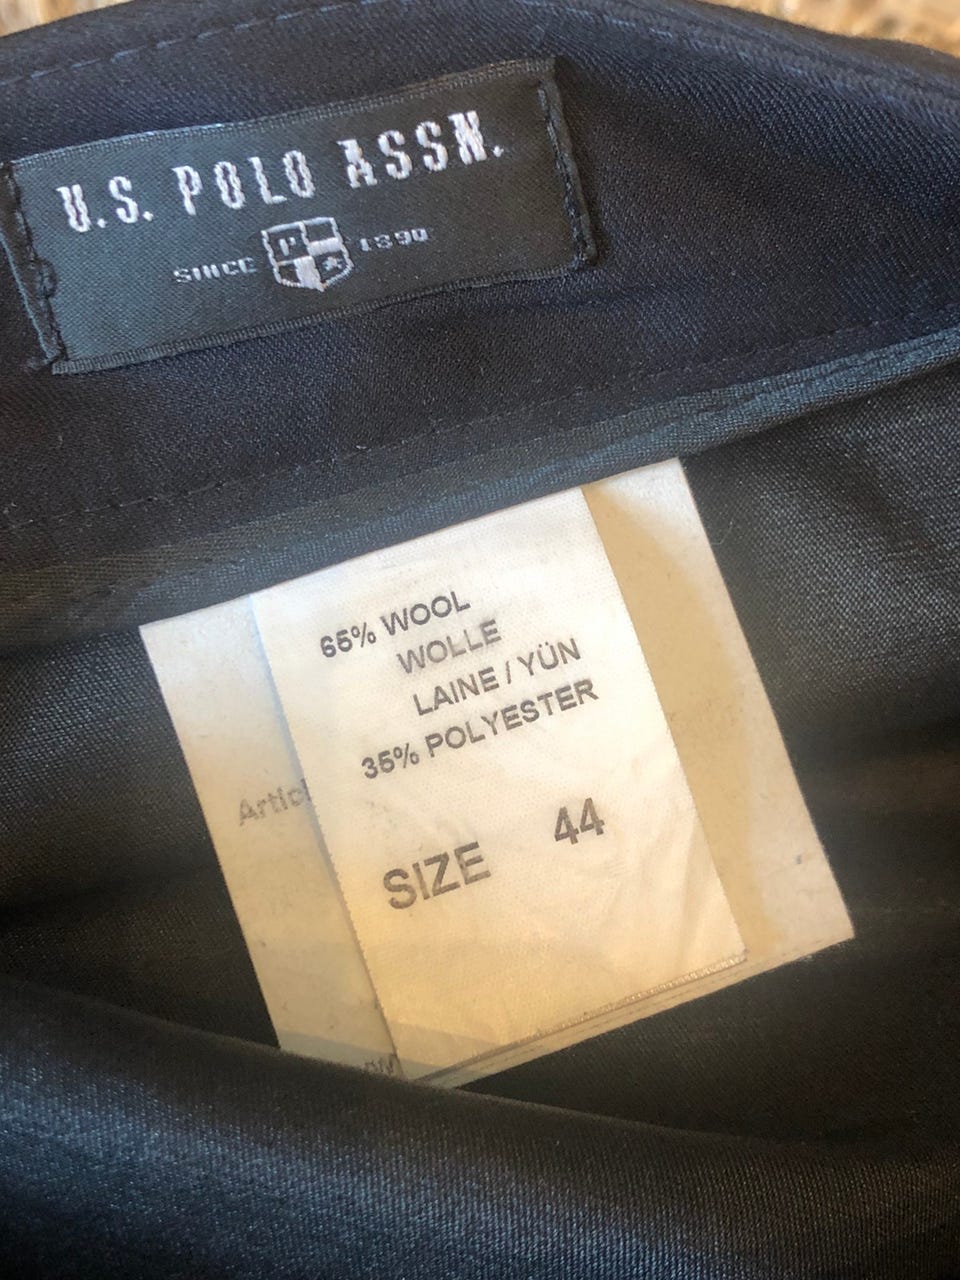 U.S. POLO ASSN.
SINCE 1890
65% WOOL
WOLLE
LAINE / YÜN
35% POLYESTER
SIZE 44